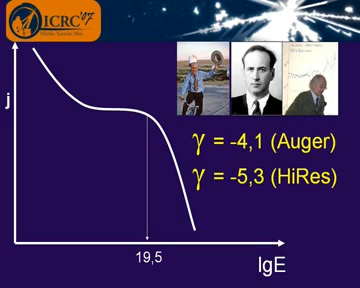 ICRC'07
j
γ = -4,1 (Auger)
γ = -5,3 (HiRes)
19,5
lgE